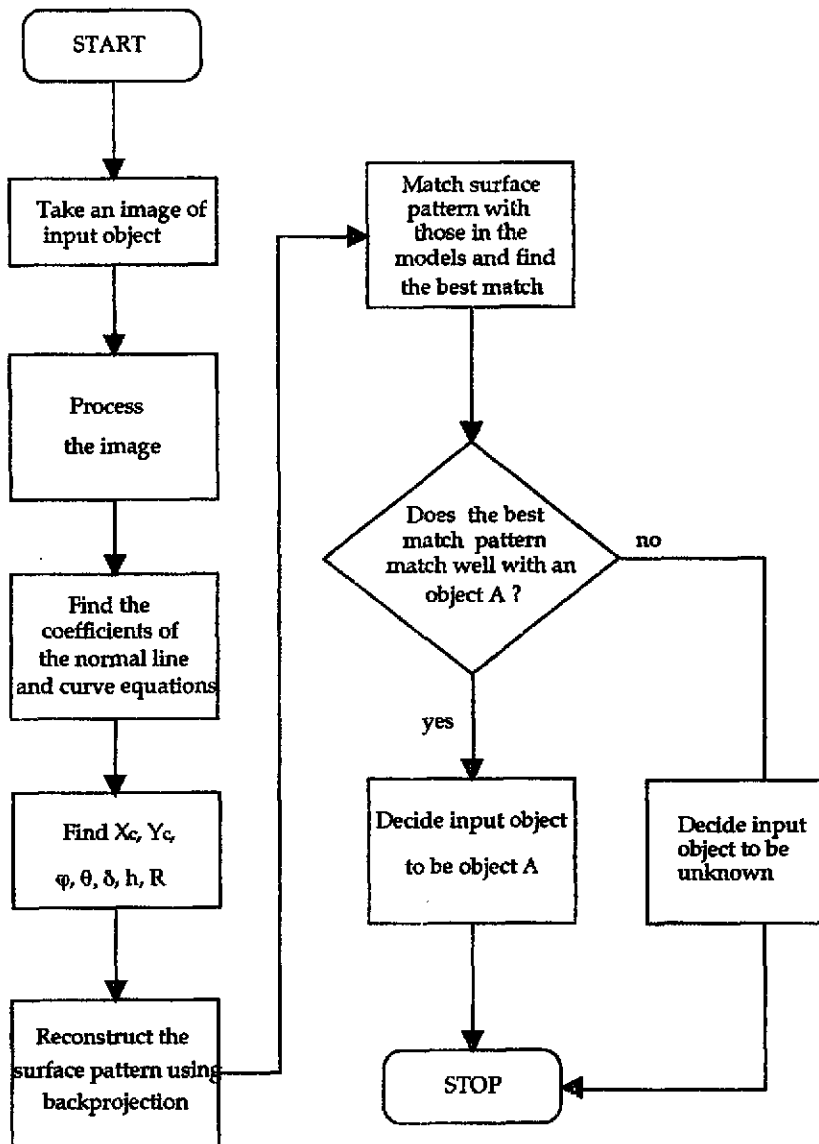 START
Take an image of
input object
Process
the image
Find the
coefficients of
the normal line
and curve equations
Find Xc, Yc,
φ, θ, δ, h, R
Reconstruct the
surface pattern using
backprojection
Match surface
pattern with
those in the
models and find
the best match
Does the best
match pattern
match well with an
object A ?
no
yes
Decide input object
to be object A
Decide input
object to be
unknown
STOP